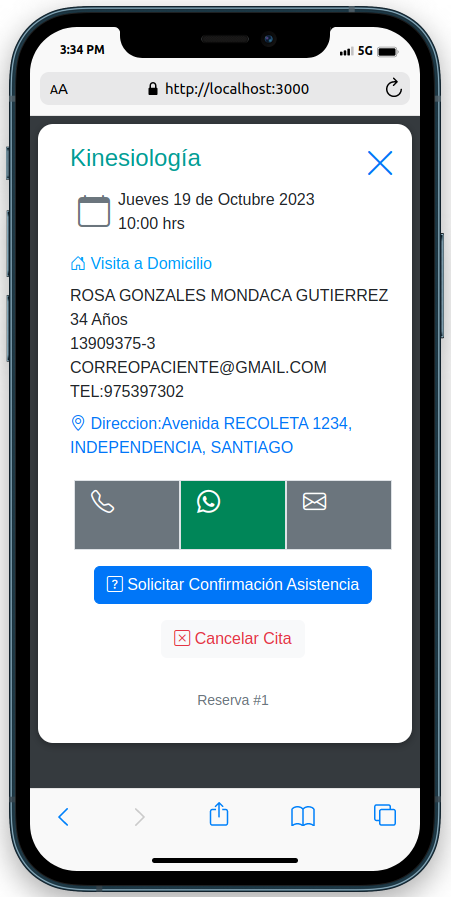 3:34 PM
5G
AA
http://localhost:3000
Kinesiología
Jueves 19 de Octubre 2023
10:00 hrs
Visita a Domicilio
ROSA GONZALES MONDACA GUTIERREZ
34 Años
13909375-3
CORREOPACIENTE@GMAIL.COM
TEL:975397302
Direccion:Avenida RECOLETA 1234,
INDEPENDENCIA, SANTIAGO
? Solicitar Confirmación Asistencia
Cancelar Cita
Reserva #1